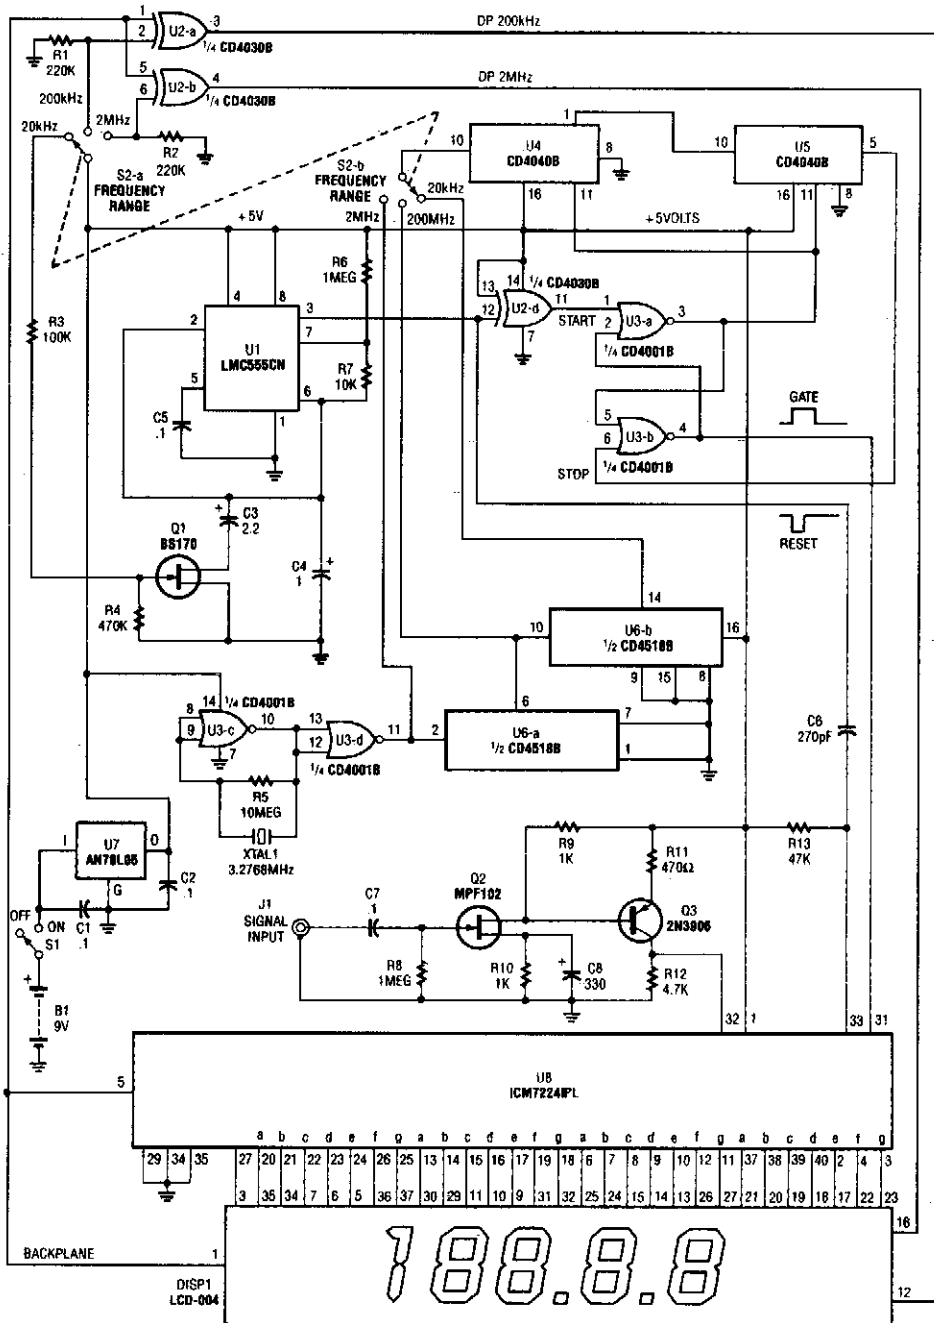 DP 200kHz
1
2
3
U2-a
1/4 CD4030B
R1
220K
DP 2MHz
5
6
4
U2-b
1/4 CD4030B
200kHz
2MHz
20kHz
R2
220K
S2-a
FREQUENCY
RANGE
S2-b
FREQUENCY
RANGE
20kHz
2MHz
200MHz
10
U4
CD4040B
1
8
16
11
10
U5
CD4040B
5
16
11
8
+5V
+5VOLTS
R6
1MEG
R7
10K
R3
100K
4
8
3
7
6
2
5
1
U1
LMC555CN
C5
.1
13
12
14
1/4 CD4030B
U2-d
11
7
START
1
2
U3-a
3
1/4 CD4001B
5
6
U3-b
4
1/4 CD4001B
STOP
GATE
RESET
Q1
BS170
C3
2.2
C4
1
R4
470K
14
10
U6-b
1/2 CD4518B
16
9
15
8
6
2
U6-a
1/2 CD4518B
7
1
C6
270pF
14
1/4 CD4001B
8
9
U3-c
10
7
13
12
U3-d
11
1/4 CD4001B
R5
10MEG
XTAL1
3.2768MHz
U7
AN78L05
I
O
G
C2
.1
C1
.1
OFF
ON
S1
B1
9V
J1
SIGNAL
INPUT
C7
.1
Q2
MPF102
R9
1K
R11
470Ω
R13
47K
Q3
2N3906
R8
1MEG
R10
1K
C8
330
R12
4.7K
32
1
33
31
5
U8
ICM7224IPL
a b c d e f g a b c d e f g a b c d e f g a b c d e f g
29 34 35 27 20 21 22 23 24 26 25 13 14 15 16 17 19 18 6 7 8 9 10 12 11 37 38 39 40 2 4 3
3 35 34 7 6 5 36 37 30 29 11 10 9 31 32 25 24 15 14 13 26 27 21 20 19 18 17 22 23
16
BACKPLANE
1
DISP1
LCD-004
188.8.8
12